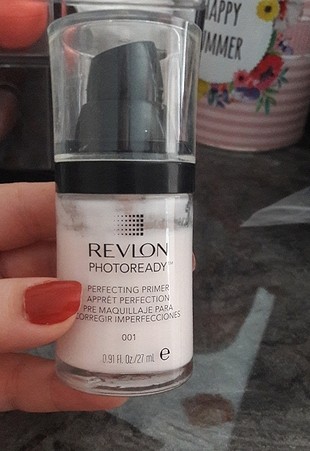 HAPPY
REVLON
PHOTOREADY™
PERFECTING PRIMER
APPRÊT PERFECTION
PRE MAQUILLAJE PARA
CORREGIR IMPERFECCIONES
001
0.91 Fl. Oz./27 mL e